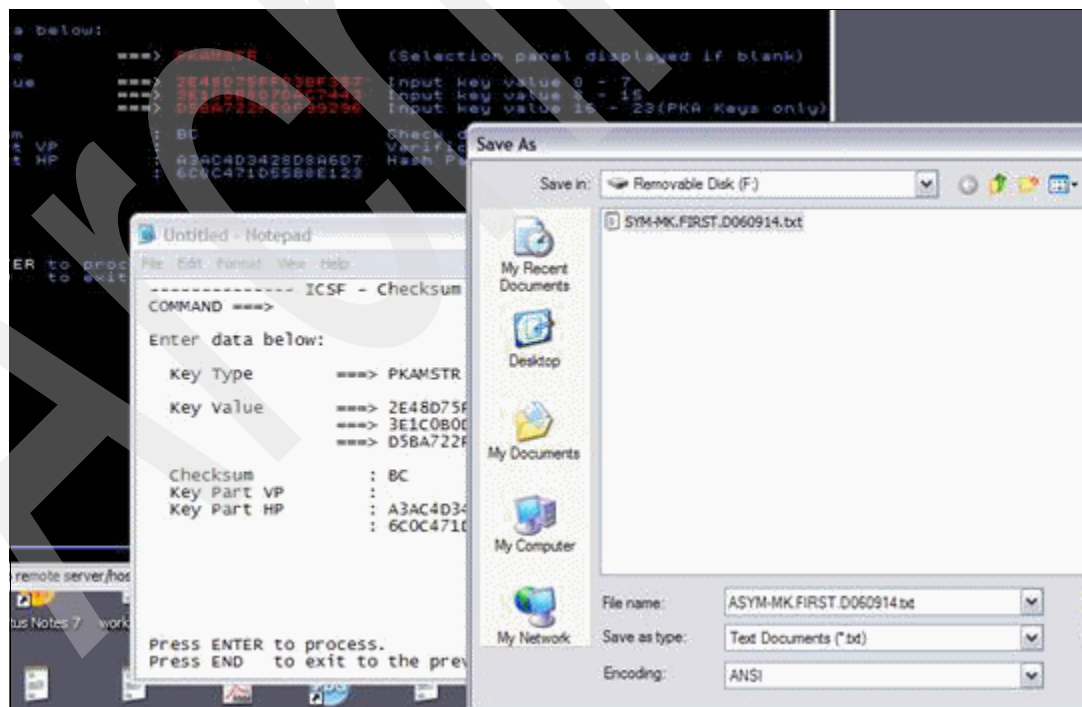 a below:
e ===> PKAMSTR (Selection panel displayed if blank)
ue ===> Input key value 0 - 7
===> Input key value 8 - 15
===> Input key value 16 - 23(PKA Keys only)
m : BC Check d
t VP : Verific
t HP : A3AC4D3428D8A6D7 Hash Pa
: 6C0C471D55B8E123
ER to proc
to exit
Untitled - Notepad
File Edit Format View Help
-------------- ICSF - Checksum
COMMAND ===>
Enter data below:
Key Type ===> PKAMSTR
Key Value ===> 2E48D75F
===> 3E1C0B0D
===> D5BA722F
Checksum : BC
Key Part VP :
Key Part HP : A3AC4D34
: 6C0C471D
Press ENTER to process.
Press END to exit to the prev
remote server/hos
tus Notes 7 work
Save As
Save in: Removable Disk (F:)
SYM-MK.FIRST.D060914.txt
My Recent
Documents
Desktop
My Documents
My Computer
My Network
File name: ASYM-MK.FIRST.D060914.txt
Save as type: Text Documents (*.txt)
Encoding: ANSI